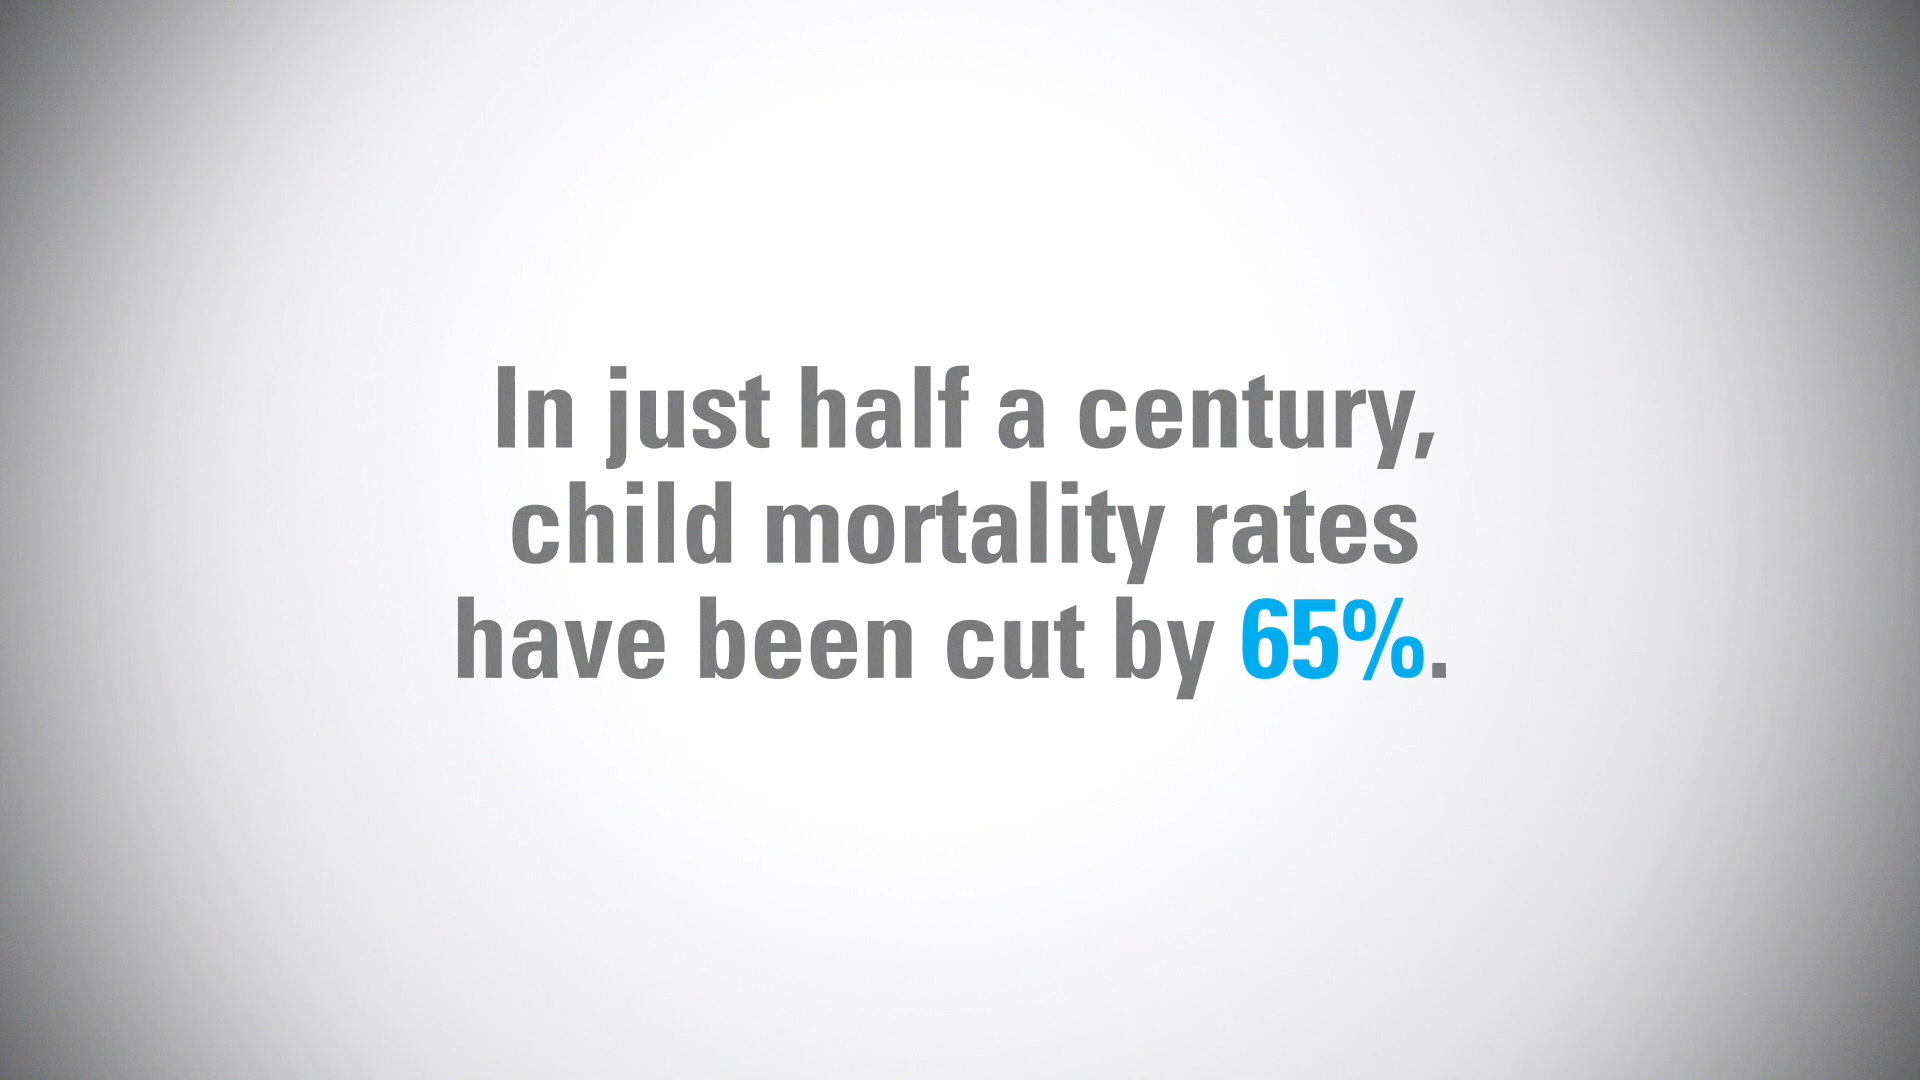 In just half a century,
child mortality rates
have been cut by 65%.